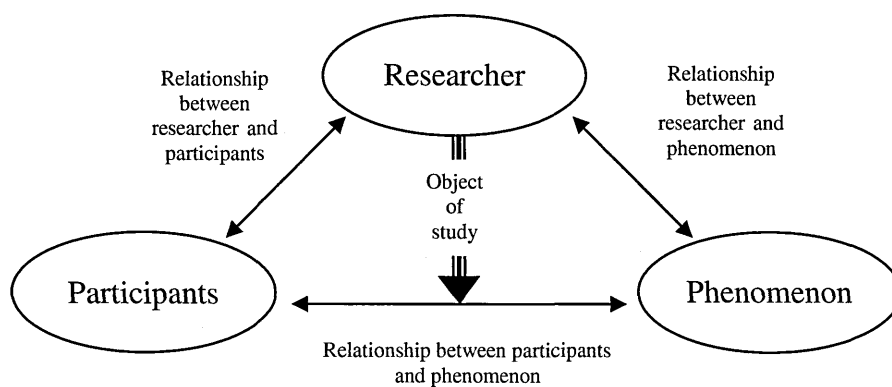 Researcher
Relationship
between
researcher and
participants
Relationship
between
researcher and
phenomenon
Object
of
study
Participants
Phenomenon
Relationship between participants
and phenomenon